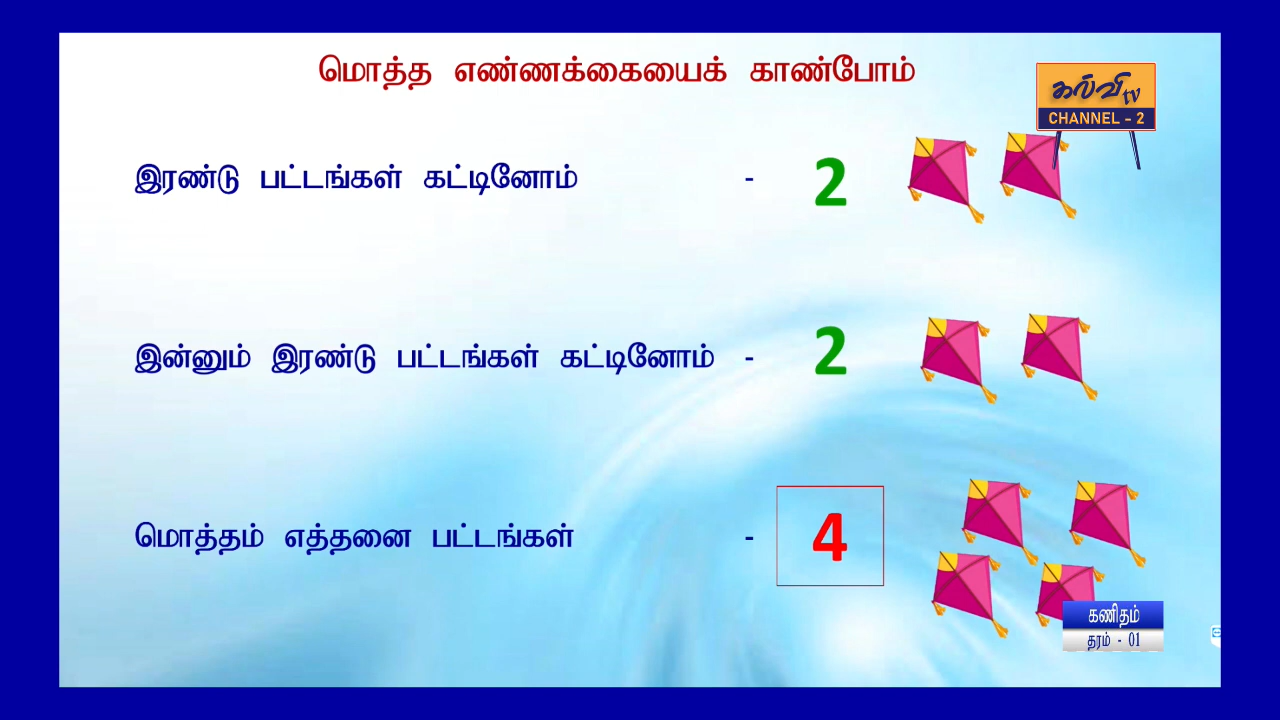 மொத்த எண்ணக்கையைக் காண்போம்
கல்வி tv
CHANNEL - 2
இரண்டு பட்டங்கள் கட்டினோம் - 2
இன்னும் இரண்டு பட்டங்கள் கட்டினோம் - 2
மொத்தம் எத்தனை பட்டங்கள் - 4
கணிதம்
தரம் - 01